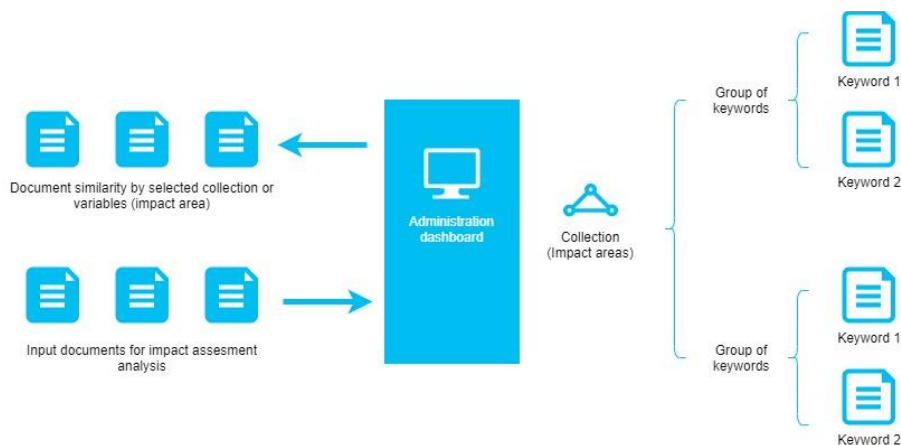 Document similarity by selected collection or
variables (impact area)
Input documents for impact assesment
analysis
Administration
dashboard
Collection
(Impact areas)
Group of
keywords
Keyword 1
Keyword 2
Group of
keywords
Keyword 1
Keyword 2